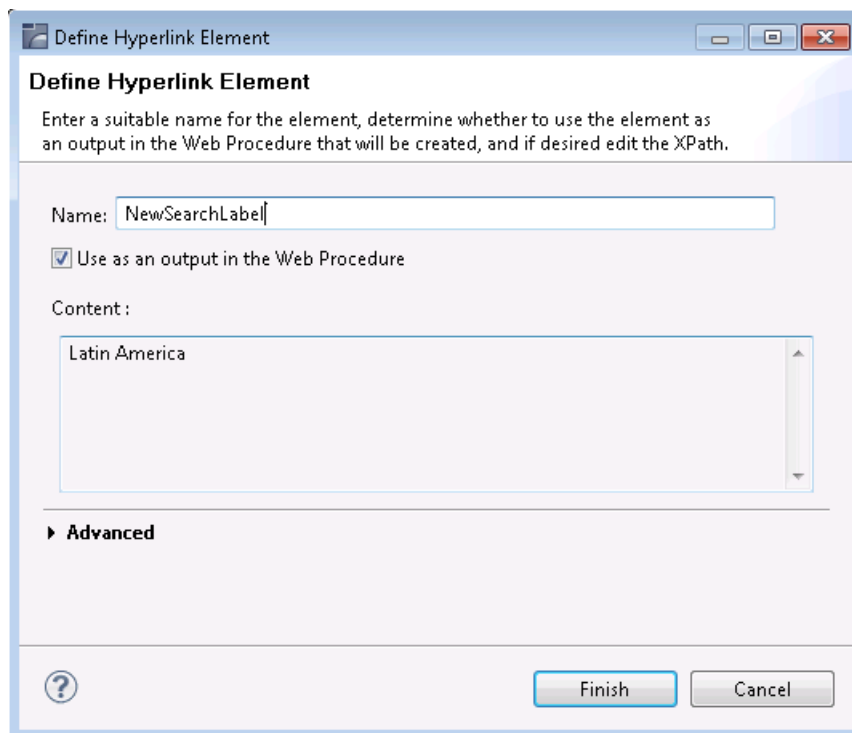 Define Hyperlink Element
Define Hyperlink Element
Enter a suitable name for the element, determine whether to use the element as
an output in the Web Procedure that will be created, and if desired edit the XPath.
Name: NewSearchLabel
Use as an output in the Web Procedure
Content :
Latin America
Advanced
?
Finish Cancel